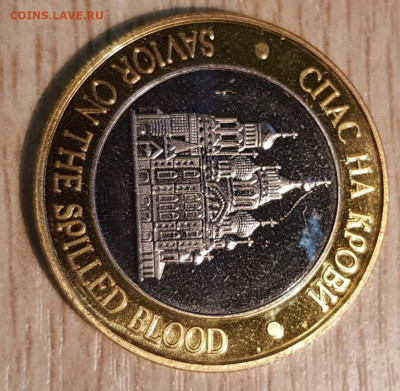 COINS.LAVE.RU
СПАС НА КРОВИ
SAVIOR ON THE SPILLED BLOOD